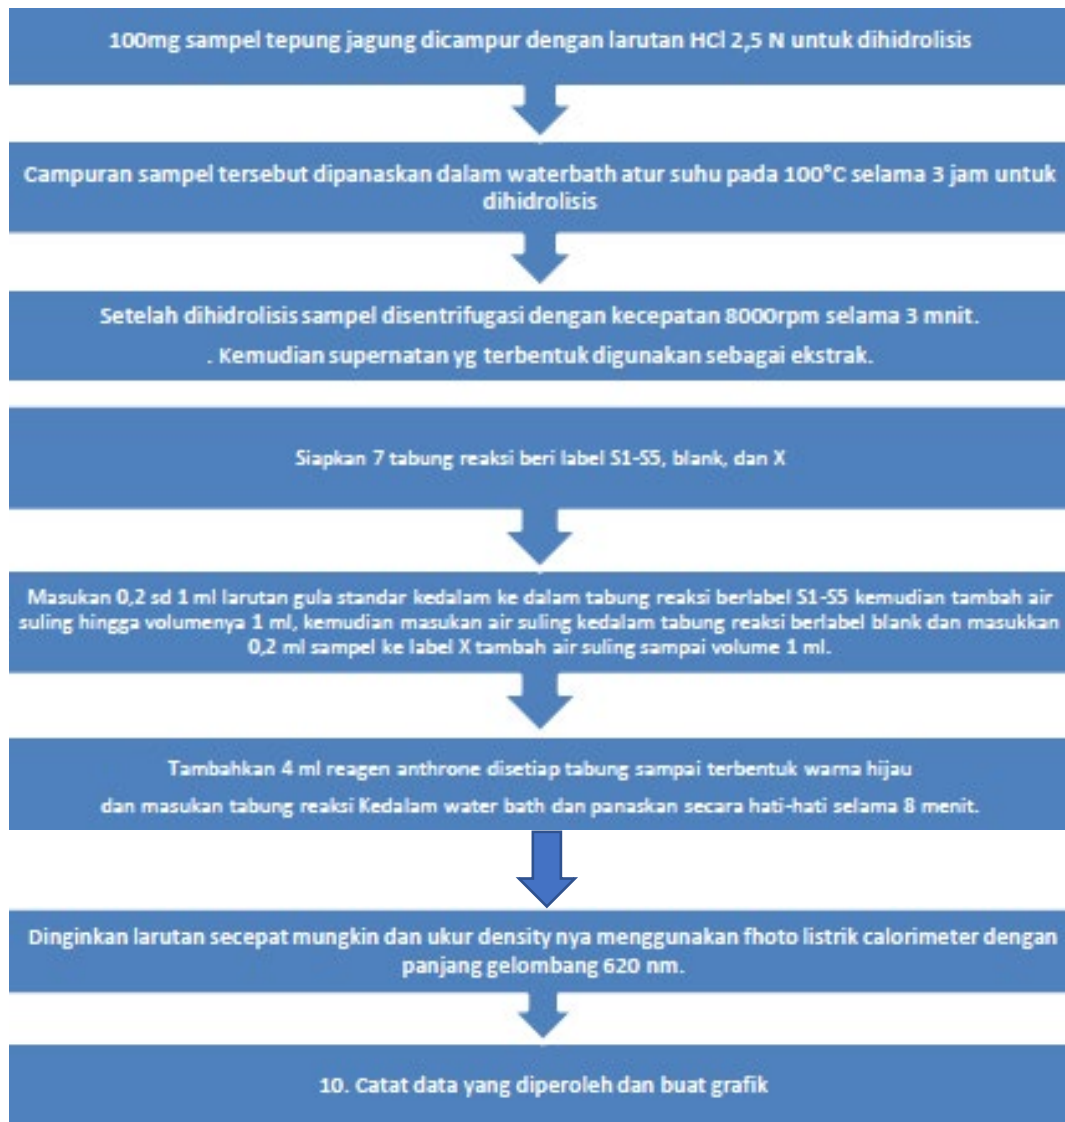 100mg sampel tepung jagung dicampur dengan larutan HCl 2,5 N untuk dihidrolisis
Campuran sampel tersebut dipanaskan dalam waterbath atur suhu pada 100°C selama 3 jam untuk
dihidrolisis
Setelah dihidrolisis sampel disentrifugasi dengan kecepatan 8000rpm selama 3 mnit.
. Kemudian supernatan yg terbentuk digunakan sebagai ekstrak.
Siapkan 7 tabung reaksi beri label S1-S5, blank, dan X
Masukan 0,2 sd 1 ml larutan gula standar kedalam ke dalam tabung reaksi berlabel S1-S5 kemudian tambah air
suling hingga volumenya 1 ml, kemudian masukan air suling kedalam tabung reaksi berlabel blank dan masukkan
0,2 ml sampel ke label X tambah air suling sampai volume 1 ml.
Tambahkan 4 ml reagen anthrone disetiap tabung sampai terbentuk warna hijau
dan masukan tabung reaksi Kedalam water bath dan panaskan secara hati-hati selama 8 menit.
Dinginkan larutan secepat mungkin dan ukur density nya menggunakan fhoto listrik calorimeter dengan
panjang gelombang 620 nm.
10. Catat data yang diperoleh dan buat grafik